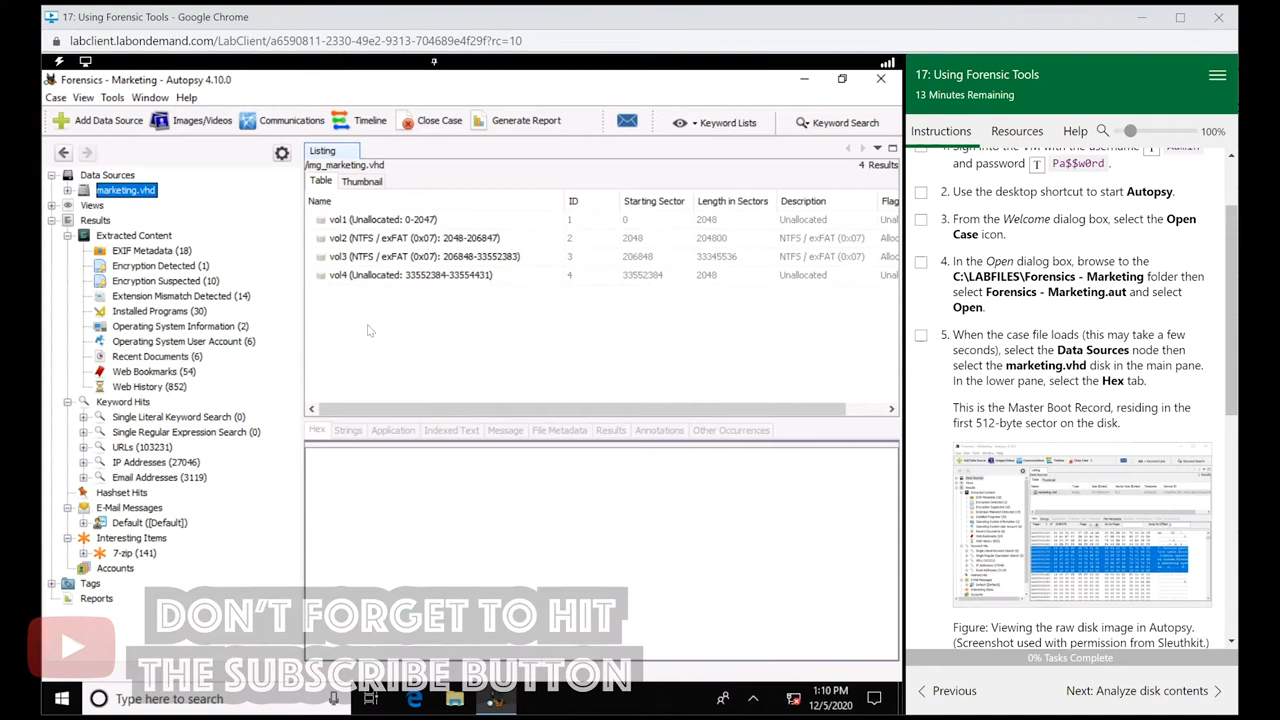 17: Using Forensic Tools - Google Chrome
labclient.labondemand.com/LabClient/a6590811-2330-49e2-9313-704689e4f29f?rc=10
Forensics - Marketing - Autopsy 4.10.0
Case View Tools Window Help
Add Data Source Images/Videos Communications Timeline Close Case Generate Report Keyword Lists Keyword Search
Data Sources
marketing.vhd
Views
Results
Extracted Content
EXIF Metadata (18)
Encryption Detected (1)
Encryption Suspected (10)
Extension Mismatch Detected (14)
Installed Programs (30)
Operating System Information (2)
Operating System User Account (6)
Recent Documents (6)
Web Bookmarks (54)
Web History (852)
Keyword Hits
Single Literal Keyword Search (0)
Single Regular Expression Search (0)
URLs (103231)
IP Addresses (27046)
Email Addresses (3119)
Hashset Hits
E-Mail Messages
Default ([Default])
Interesting Items
7-zip (141)
Accounts
Tags
Reports
Listing
/img_marketing.vhd
4 Results
Table Thumbnail
Name ID Starting Sector Length in Sectors Description Flag
vol1 (Unallocated: 0-2047) 1 0 2048 Unallocated Unal
vol2 (NTFS / exFAT (0x07): 2048-206847) 2 2048 204800 NTFS / exFAT (0x07) Alloc
vol3 (NTFS / exFAT (0x07): 206848-33552383) 3 206848 33345536 NTFS / exFAT (0x07) Alloc
vol4 (Unallocated: 33552384-33554431) 4 33552384 2048 Unallocated Unal
Hex Strings Application Indexed Text Message File Metadata Results Annotations Other Occurrences
DON'T FORGET TO HIT
THE SUBSCRIBE BUTTON
Type here to search
1:10 PM
12/5/2020
17: Using Forensic Tools
13 Minutes Remaining
Instructions Resources Help 100%
1. Sign into the VM with the username T Admin
and password T Pa$$w0rd .
2. Use the desktop shortcut to start Autopsy.
3. From the Welcome dialog box, select the Open
Case icon.
4. In the Open dialog box, browse to the
C:\LABFILES\Forensics - Marketing folder then
select Forensics - Marketing.aut and select
Open.
5. When the case file loads (this may take a few
seconds), select the Data Sources node then
select the marketing.vhd disk in the main pane.
In the lower pane, select the Hex tab.
This is the Master Boot Record, residing in the
first 512-byte sector on the disk.
Figure: Viewing the raw disk image in Autopsy.
(Screenshot used with permission from Sleuthkit.)
0% Tasks Complete
Previous
Next: Analyze disk contents